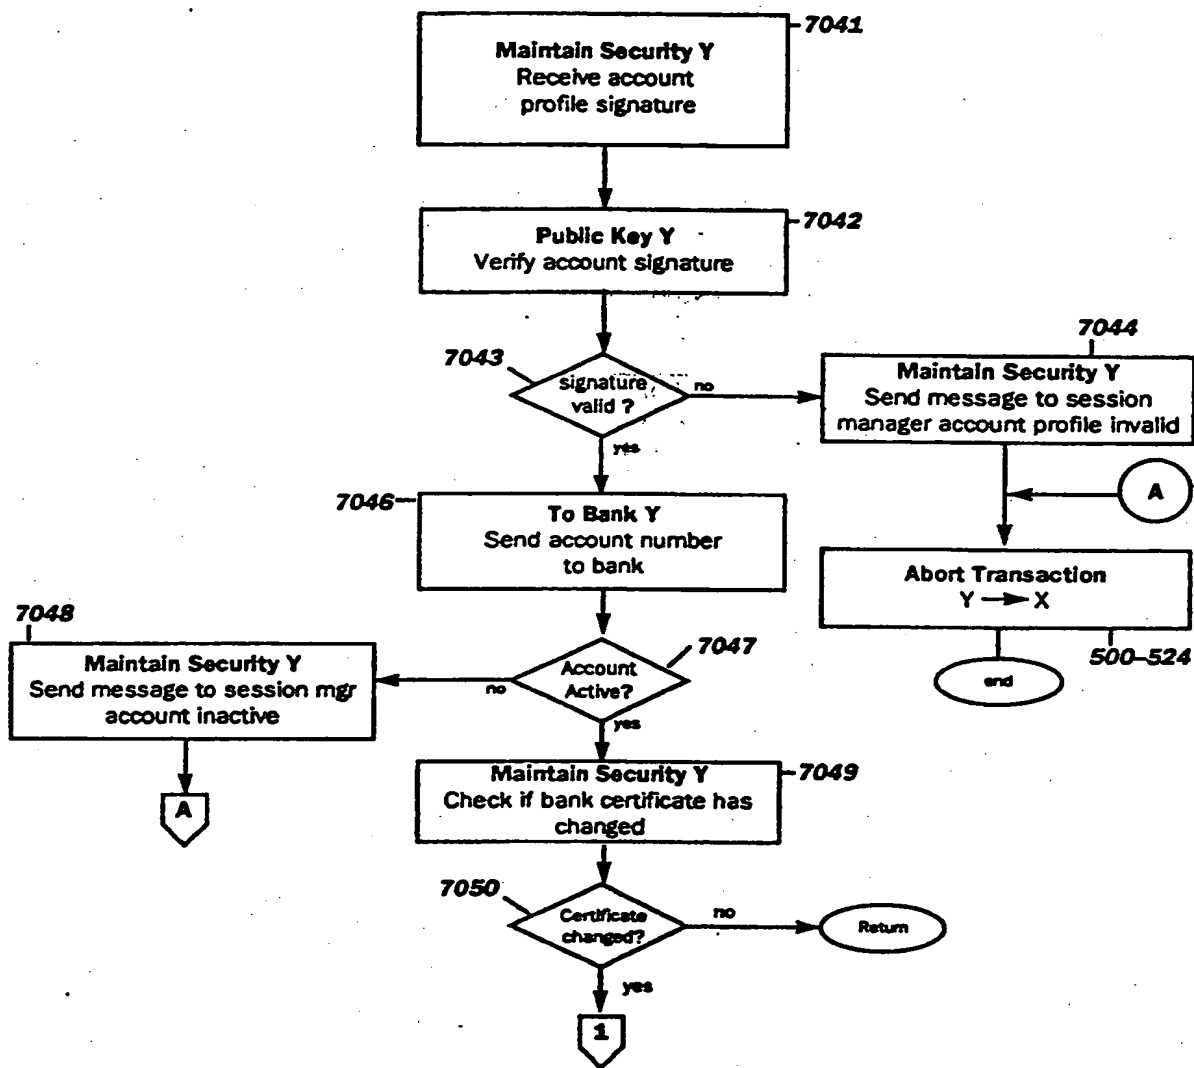 7041
Maintain Security Y
Receive account
profile signature
7042
Public Key Y
Verify account signature
7043
signature
valid ?
no
yes
7044
Maintain Security Y
Send message to session
manager account profile invalid
A
Abort Transaction
Y → X
500-524
end
7046
To Bank Y
Send account number
to bank
7047
Account
Active?
no
yes
7048
Maintain Security Y
Send message to session mgr
account inactive
A
7049
Maintain Security Y
Check if bank certificate has
changed
7050
Certificate
changed?
no
Return
yes
1